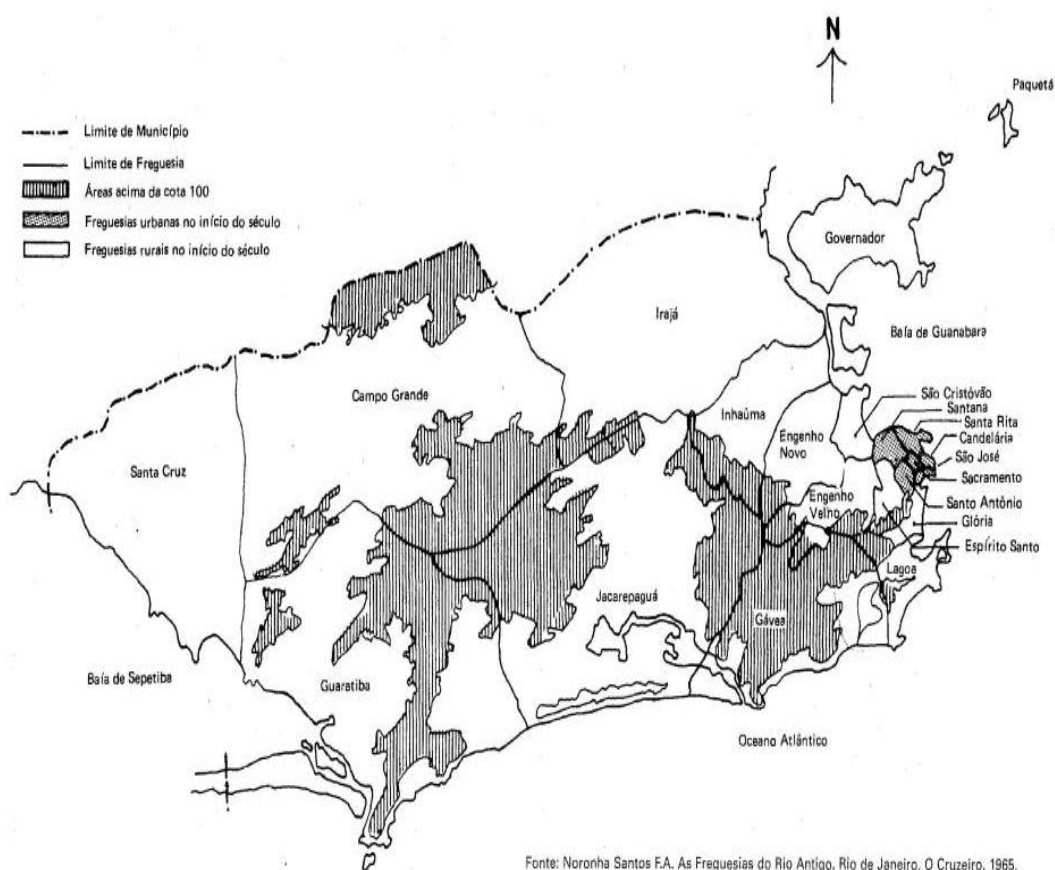 N
Paquetá
Limite de Município
Limite de Freguesia
Áreas acima da cota 100
Freguesias urbanas no início do século
Freguesias rurais no início do século
Governador
Irajá
Baía de Guanabara
Campo Grande
Inhaúma
São Cristóvão
Santana
Santa Rita
Candelária
São José
Sacramento
Santo Antônio
Glória
Espírito Santo
Engenho
Novo
Santa Cruz
Engenho
Velho
Lagoa
Jacarepaguá
Gávea
Baía de Sepetiba
Guaratiba
Oceano Atlântico
Fonte: Noronha Santos F.A. As Freguesias do Rio Antigo. Rio de Janeiro, O Cruzeiro, 1965.